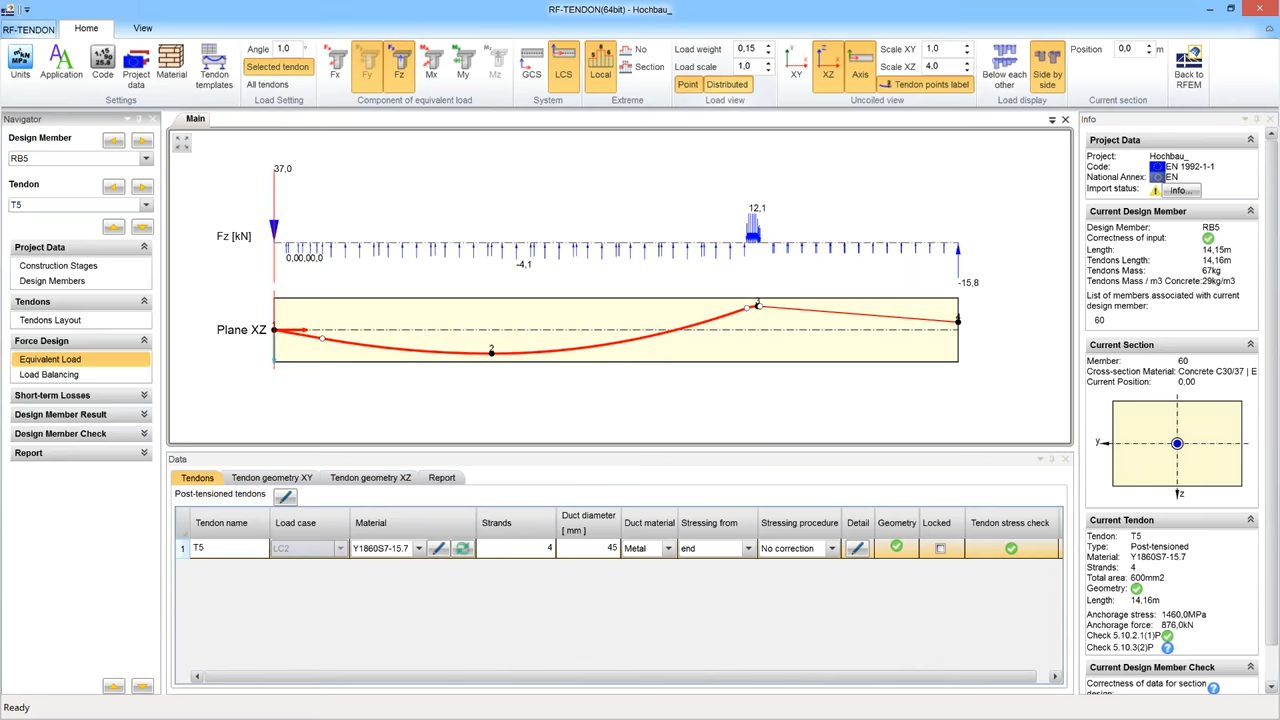 RF-TENDON(64bit) - Hochbau_
RF-TENDON Home View
Units Application Code Project data Material Tendon templates
Settings
Angle 1,0 °
Selected tendon
All tendons
Load Setting
Fx Fy Fz Mx My Mz
Component of equivalent load
GCS LCS
System
Local No Section
Extreme
Load weight 0,15
Load scale 1,0
Point Distributed
Load view
XY XZ Axis
Scale XY 1,0
Scale XZ 4,0
Tendon points label
Uncoiled view
Below each other Side by side
Load display
Position 0,0 m
Current section
Back to RFEM
Navigator
Design Member
RB5
Tendon
T5
Project Data
Construction Stages
Design Members
Tendons
Tendons Layout
Force Design
Equivalent Load
Load Balancing
Short-term Losses
Design Member Result
Design Member Check
Report
Main
37,0
12,1
Fz [kN]
0,00,00,0
-4,1
-15,8
Plane XZ
2
Data
Tendons Tendon geometry XY Tendon geometry XZ Report
Post-tensioned tendons
Tendon name Load case Material Strands Duct diameter [ mm ] Duct material Stressing from Stressing procedure Detail Geometry Locked Tendon stress check
1 T5 LC2 Y1860S7-15.7 4 45 Metal end No correction
Info
Project Data
Project: Hochbau_
Code: EN 1992-1-1
National Annex: EN
Import status: info...
Current Design Member
Design Member: RB5
Correctness of input:
Length: 14,15m
Tendons Length: 14,16m
Tendons Mass: 67kg
Tendons Mass / m3 Concrete: 29kg/m3
List of members associated with current
design member:
60
Current Section
Member: 60
Cross-section Material: Concrete C30/37 | E
Current Position: 0.00
y
z
Current Tendon
Tendon: T5
Type: Post-tensioned
Material: Y1860S7-15.7
Strands: 4
Total area: 600mm2
Geometry:
Length: 14,16m
Anchorage stress: 1460,0MPa
Anchorage force: 876,0kN
Check 5.10.2.1(1)P
Check 5.10.3(2)P
Current Design Member Check
Correctness of data for section
design:
Ready